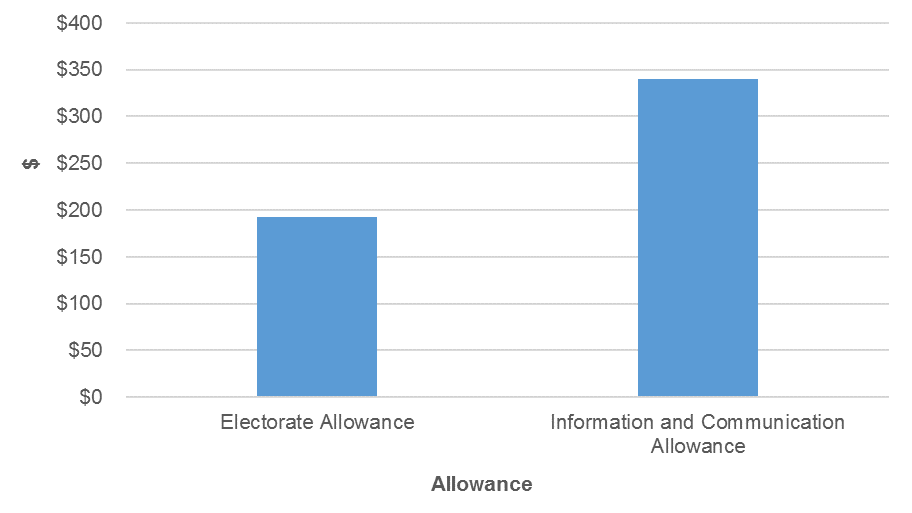 $400
$350
$300
$250
$200
$150
$100
$50
$0
$
Electorate Allowance
Information and Communication
Allowance
Allowance